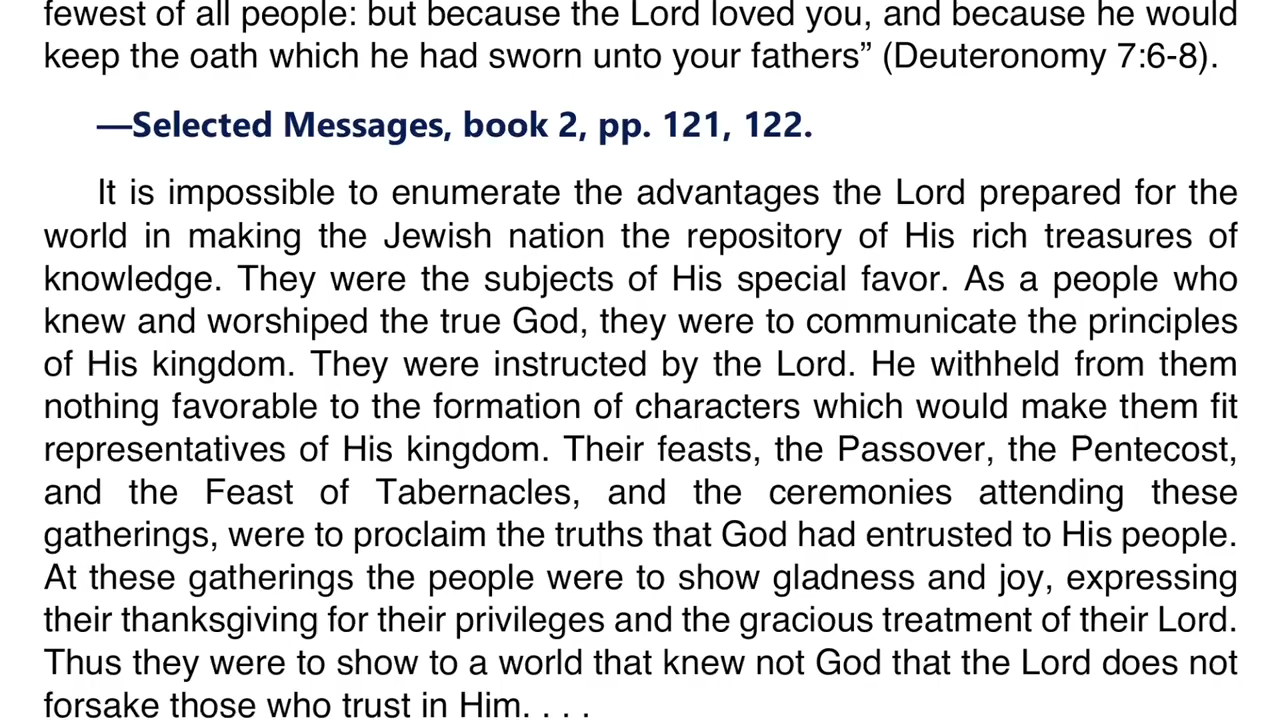 fewest of all people: but because the Lord loved you, and because he would
keep the oath which he had sworn unto your fathers” (Deuteronomy 7:6-8).
—Selected Messages, book 2, pp. 121, 122.
It is impossible to enumerate the advantages the Lord prepared for the
world in making the Jewish nation the repository of His rich treasures of
knowledge. They were the subjects of His special favor. As a people who
knew and worshiped the true God, they were to communicate the principles
of His kingdom. They were instructed by the Lord. He withheld from them
nothing favorable to the formation of characters which would make them fit
representatives of His kingdom. Their feasts, the Passover, the Pentecost,
and the Feast of Tabernacles, and the ceremonies attending these
gatherings, were to proclaim the truths that God had entrusted to His people.
At these gatherings the people were to show gladness and joy, expressing
their thanksgiving for their privileges and the gracious treatment of their Lord.
Thus they were to show to a world that knew not God that the Lord does not
forsake those who trust in Him. . . .